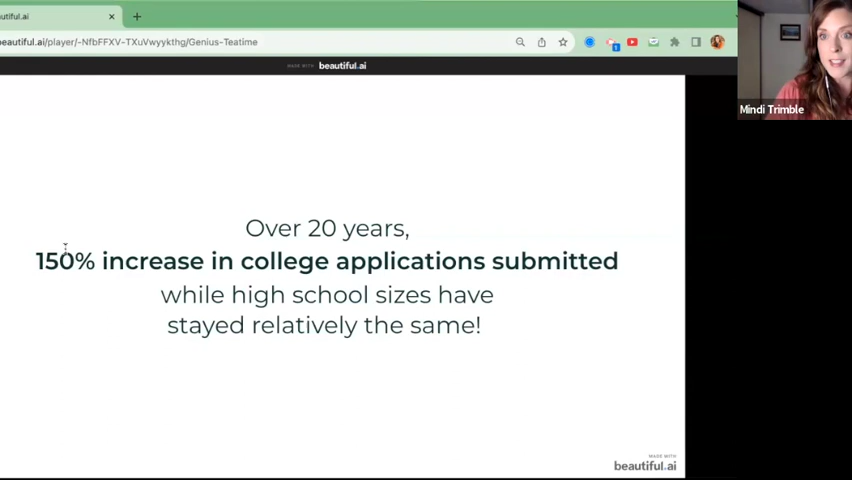 utiful.ai
beautiful.ai/player/-NfbFFXV-TXuVwyykthg/Genius-Teatime
MADE WITH beautiful.ai
Mindi Trimble
Over 20 years,
150% increase in college applications submitted
while high school sizes have
stayed relatively the same!
MADE WITH
beautiful.ai